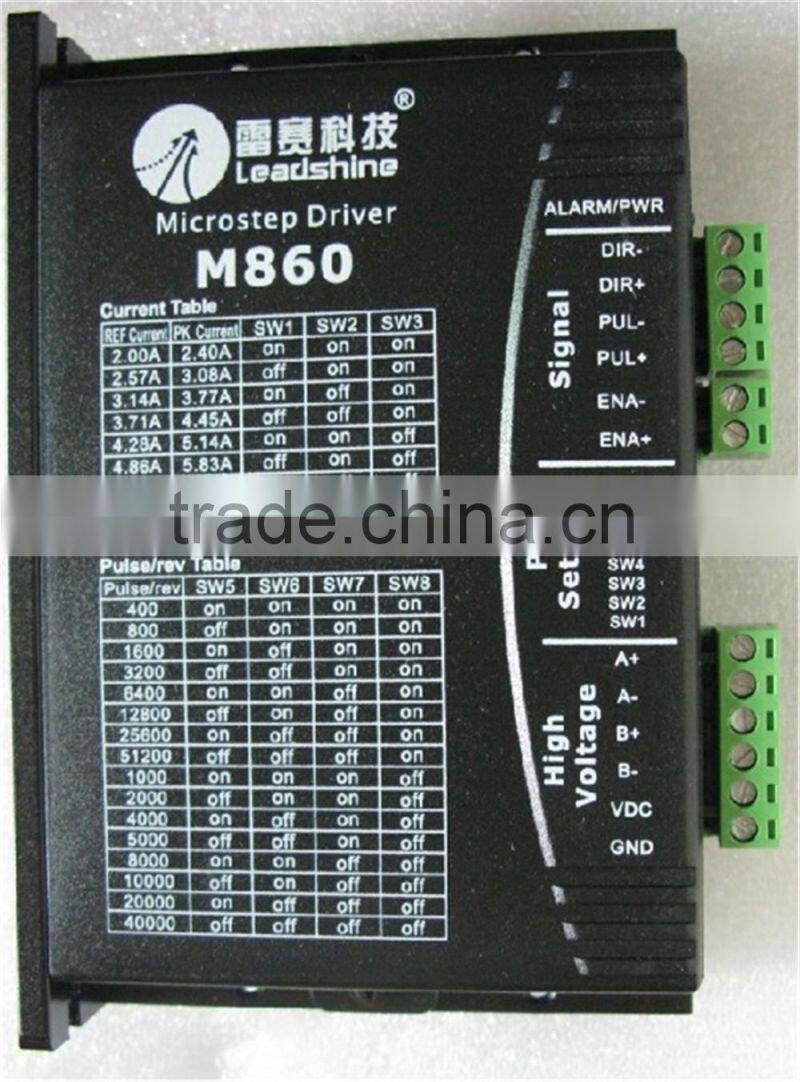 雷赛科技®
Leadshine
Microstep Driver
M860
Current Table
REF Current PK Current SW1 SW2 SW3
2.00A 2.40A on on on
2.57A 3.08A off on on
3.14A 3.77A on off on
3.71A 4.45A off off on
4.28A 5.14A on on off
4.86A 5.83A off on off
trade.china.cn
Pulse/rev Table
Pulse/rev SW5 SW6 SW7 SW8
400 on on on on
800 off on on on
1600 on off on on
3200 off off on on
6400 on on off on
12800 off on off on
25600 on off off on
51200 off off off on
1000 on on on off
2000 off on on off
4000 on off on off
5000 off off on off
8000 on on off off
10000 off on off off
20000 on off off off
40000 off off off off
ALARM/PWR
Signal
DIR-
DIR+
PUL-
PUL+
ENA-
ENA+
SW4
SW3
SW2
SW1
High
Voltage
A+
A-
B+
B-
VDC
GND